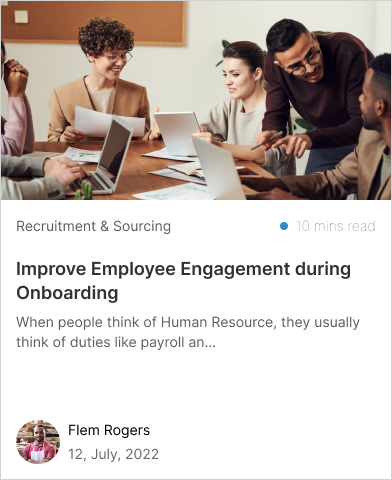 Recruitment & Sourcing
10 mins read
Improve Employee Engagement during
Onboarding
When people think of Human Resource, they usually
think of duties like payroll an...
Flem Rogers
12, July, 2022